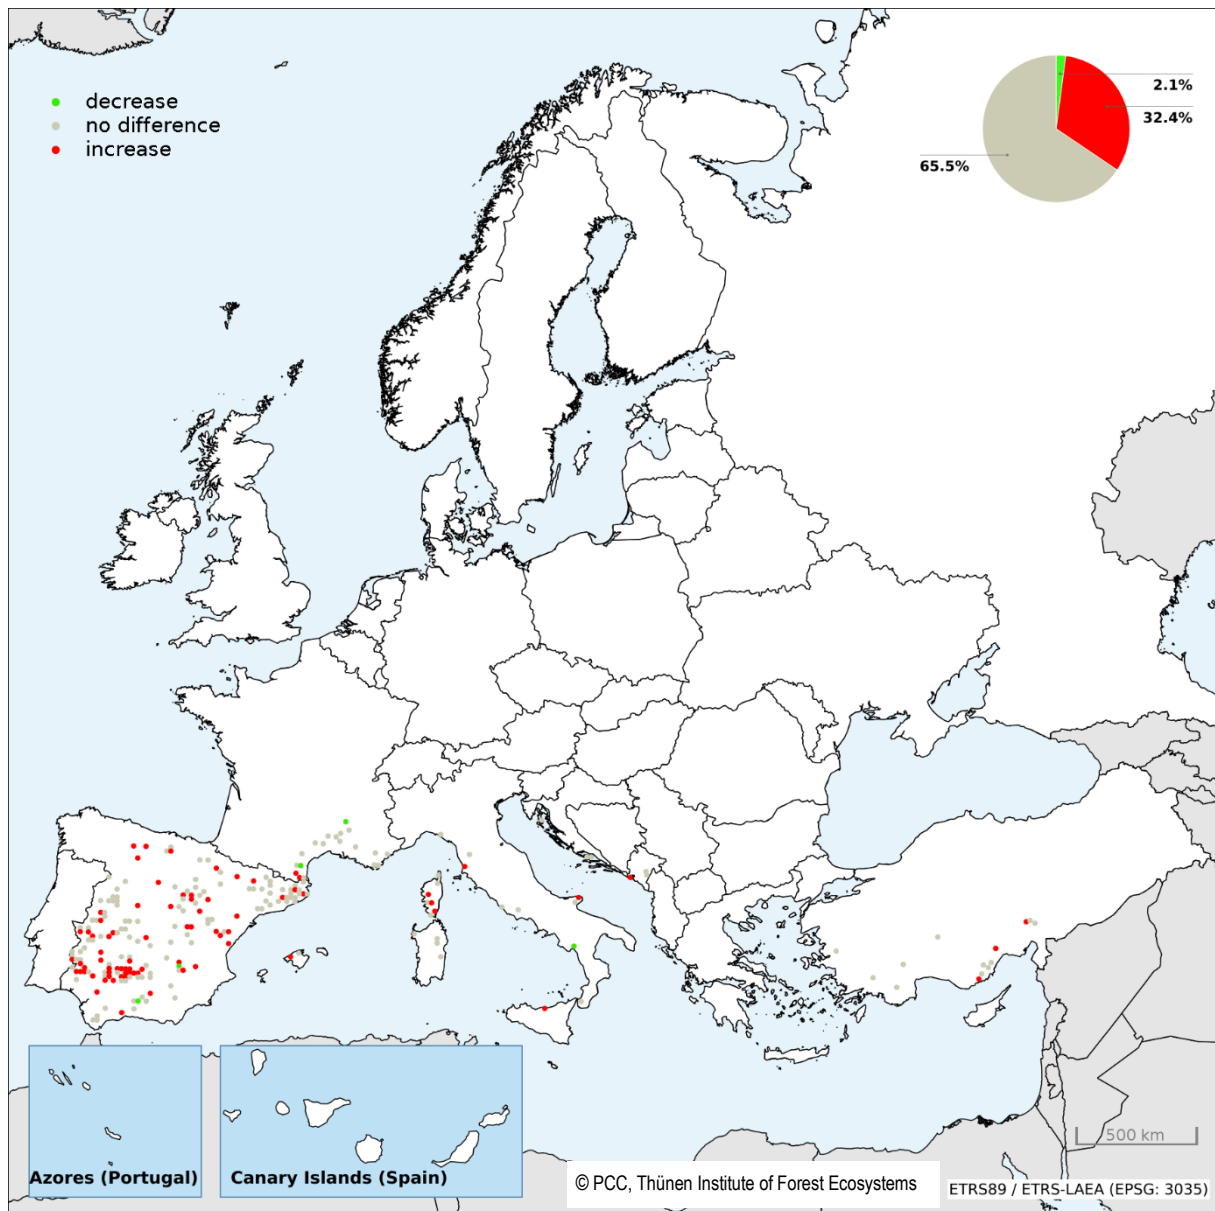 decrease
no difference
increase
2.1%
32.4%
65.5%
500 km
Azores (Portugal)
Canary Islands (Spain)
© PCC, Thünen Institute of Forest Ecosystems
ETRS89 / ETRS-LAEA (EPSG: 3035)